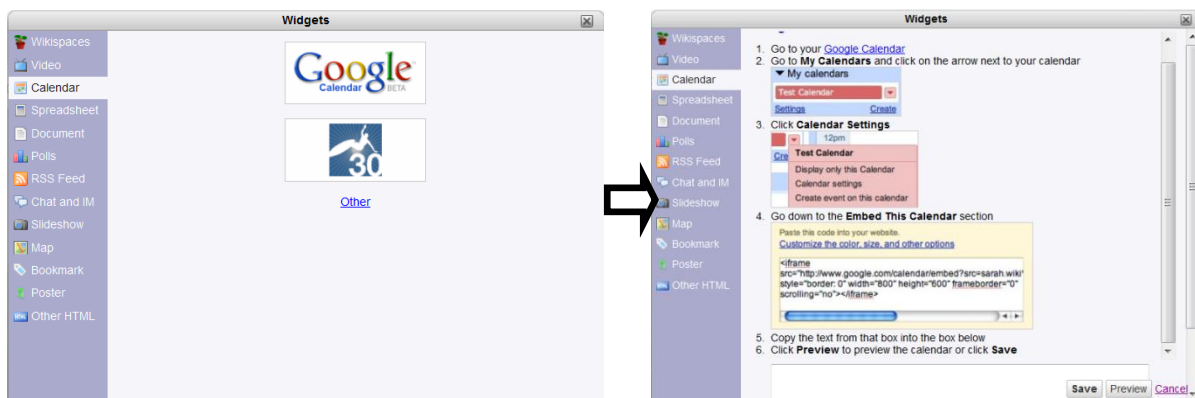 Widgets
Wikispaces
Video
Calendar
Spreadsheet
Document
Polls
RSS Feed
Chat and IM
Slideshow
Map
Bookmark
Poster
Other HTML
Google
Calendar BETA
30
Other
Widgets
Wikispaces
Video
Calendar
Spreadsheet
Document
Polls
RSS Feed
Chat and IM
Slideshow
Map
Bookmark
Poster
Other HTML
1. Go to your Google Calendar
2. Go to My Calendars and click on the arrow next to your calendar
My calendars
Test Calendar
Settings Create
3. Click Calendar Settings
12pm
Cre
Test Calendar
Display only this Calendar
Calendar settings
Create event on this calendar
4. Go down to the Embed This Calendar section
Paste this code into your website.
Customize the color, size, and other options
<iframe
src="http://www.google.com/calendar/embed?src=sarah.wiki
style="border: 0" width="800" height="600" frameborder="0"
scrolling="no"></iframe>
5. Copy the text from that box into the box below
6. Click Preview to preview the calendar or click Save
Save Preview Cancel